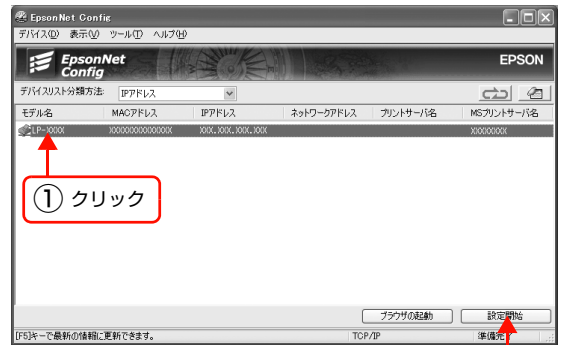 EpsonNet Config
デバイス(D) 表示(V) ツール(T) ヘルプ(H)
EpsonNet Config EPSON
デバイスリスト分類方法: IPアドレス
モデル名 MACアドレス IPアドレス ネットワークアドレス プリントサーバ名 MSプリントサーバ名
LP-XXXX XXXXXXXXXXXX XXX.XXX.XXX.XXX XXXXXXXX
① クリック
ブラウザの起動 設定開始
[F5]キーで最新の情報に更新できます。 TCP/IP 準備完了